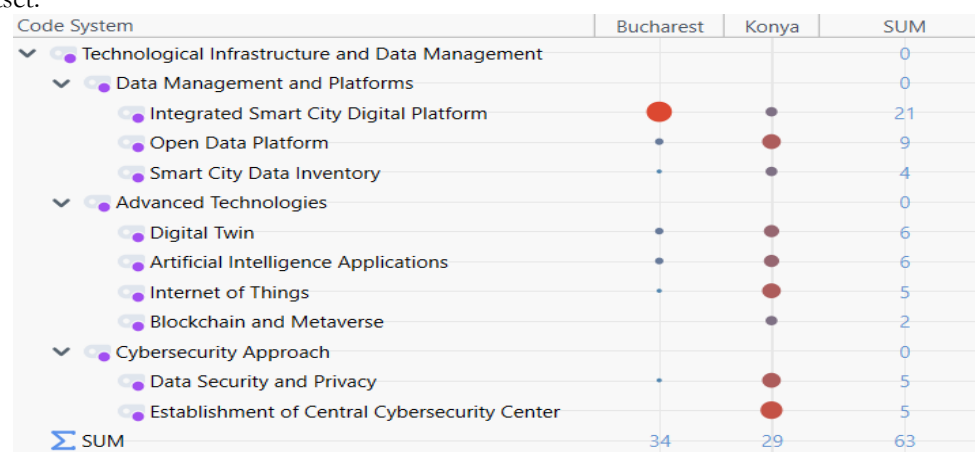 Code System Bucharest Konya SUM
Technological Infrastructure and Data Management 0
Data Management and Platforms 0
Integrated Smart City Digital Platform 21
Open Data Platform 9
Smart City Data Inventory 4
Advanced Technologies 0
Digital Twin 6
Artificial Intelligence Applications 6
Internet of Things 5
Blockchain and Metaverse 2
Cybersecurity Approach 0
Data Security and Privacy 5
Establishment of Central Cybersecurity Center 5
∑ SUM 34 29 63